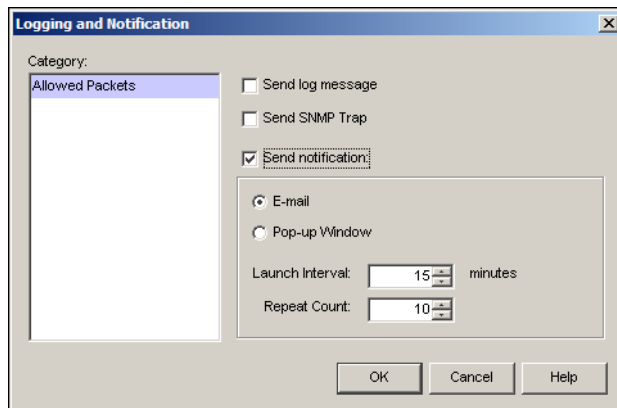 Logging and Notification
Category:
Allowed Packets
Send log message
Send SNMP Trap
Send notification:
E-mail
Pop-up Window
Launch Interval: 15 minutes
Repeat Count: 10
OK Cancel Help